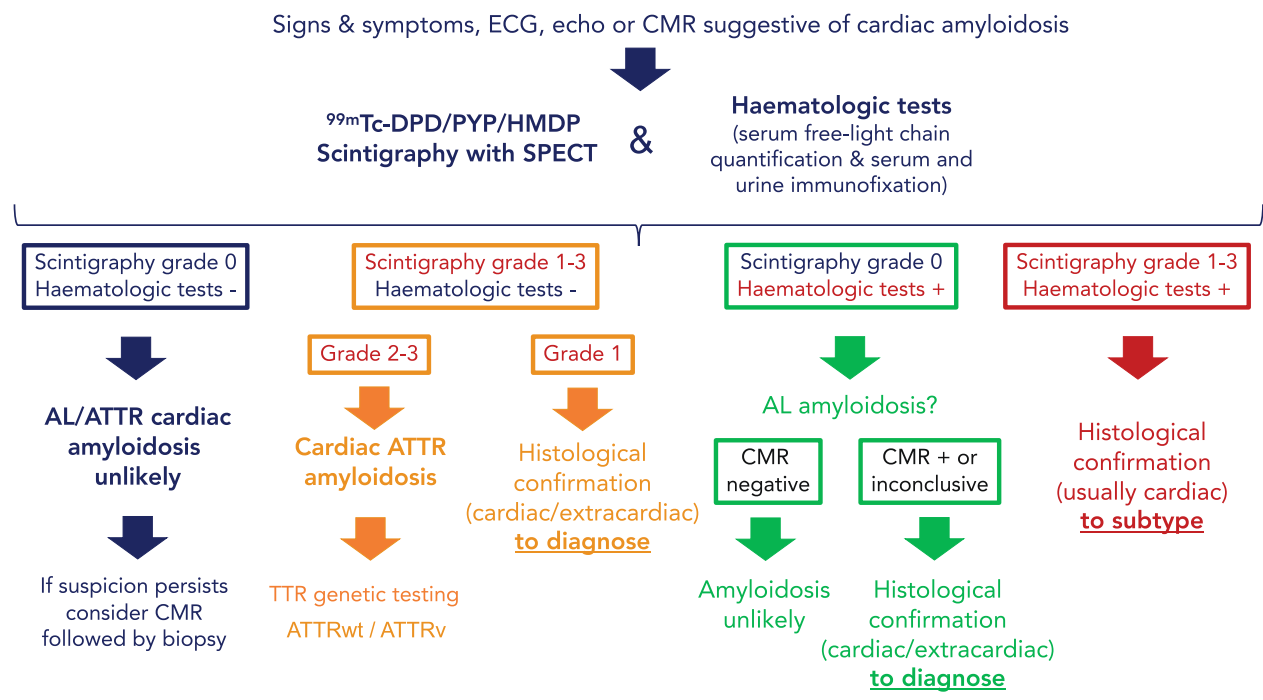 Signs & symptoms, ECG, echo or CMR suggestive of cardiac amyloidosis
⁹⁹ᵐTc-DPD/PYP/HMDP
Scintigraphy with SPECT
&
Haematologic tests
(serum free-light chain
quantification & serum and
urine immunofixation)
Scintigraphy grade 0
Haematologic tests -
AL/ATTR cardiac
amyloidosis
unlikely
If suspicion persists
consider CMR
followed by biopsy
Scintigraphy grade 1-3
Haematologic tests -
Grade 2-3
Cardiac ATTR
amyloidosis
TTR genetic testing
ATTRwt / ATTRv
Grade 1
Histological
confirmation
(cardiac/extracardiac)
to diagnose
Scintigraphy grade 0
Haematologic tests +
AL amyloidosis?
CMR
negative
Amyloidosis
unlikely
CMR + or
inconclusive
Histological
confirmation
(cardiac/extracardiac)
to diagnose
Scintigraphy grade 1-3
Haematologic tests +
Histological
confirmation
(usually cardiac)
to subtype